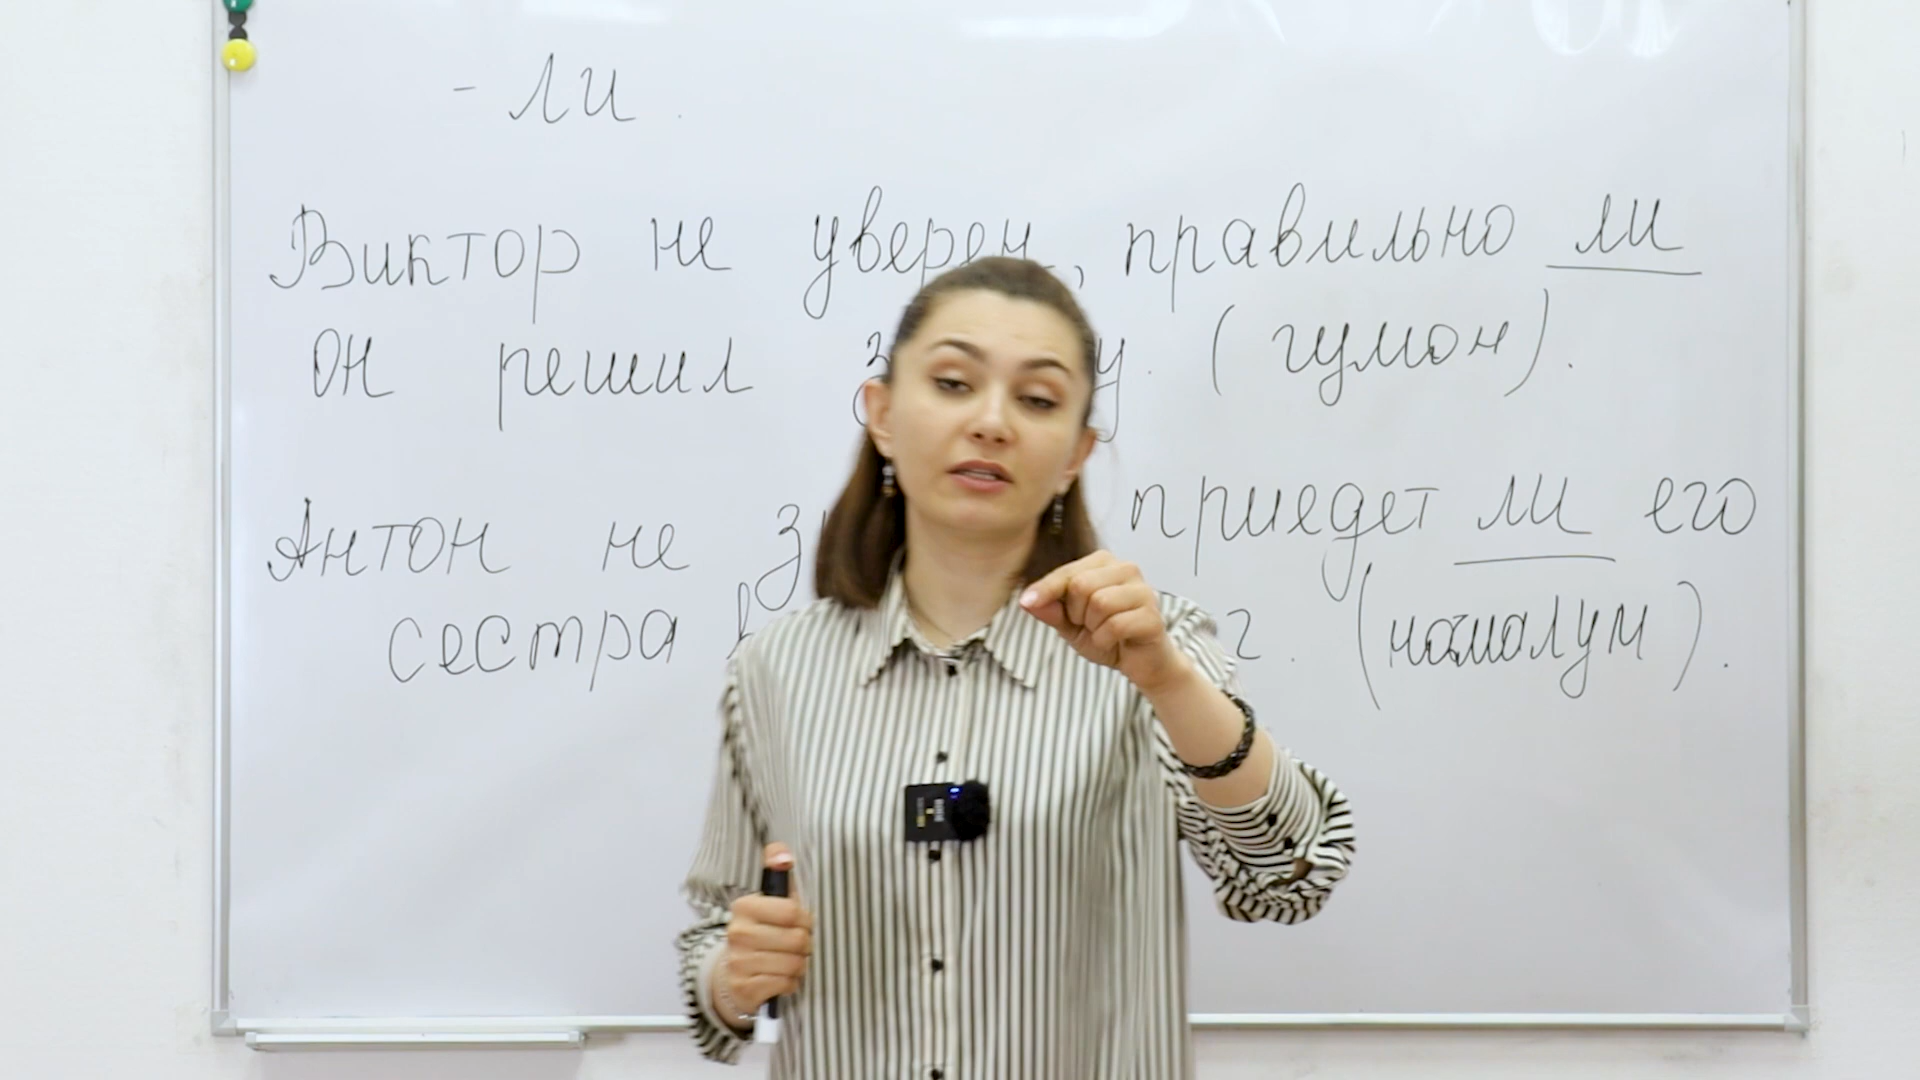 - ли.
Виктор не уверен, правильно ли
он решил з у. (гумон).
Антон не з приедет ли его
сестра г. (номалум).